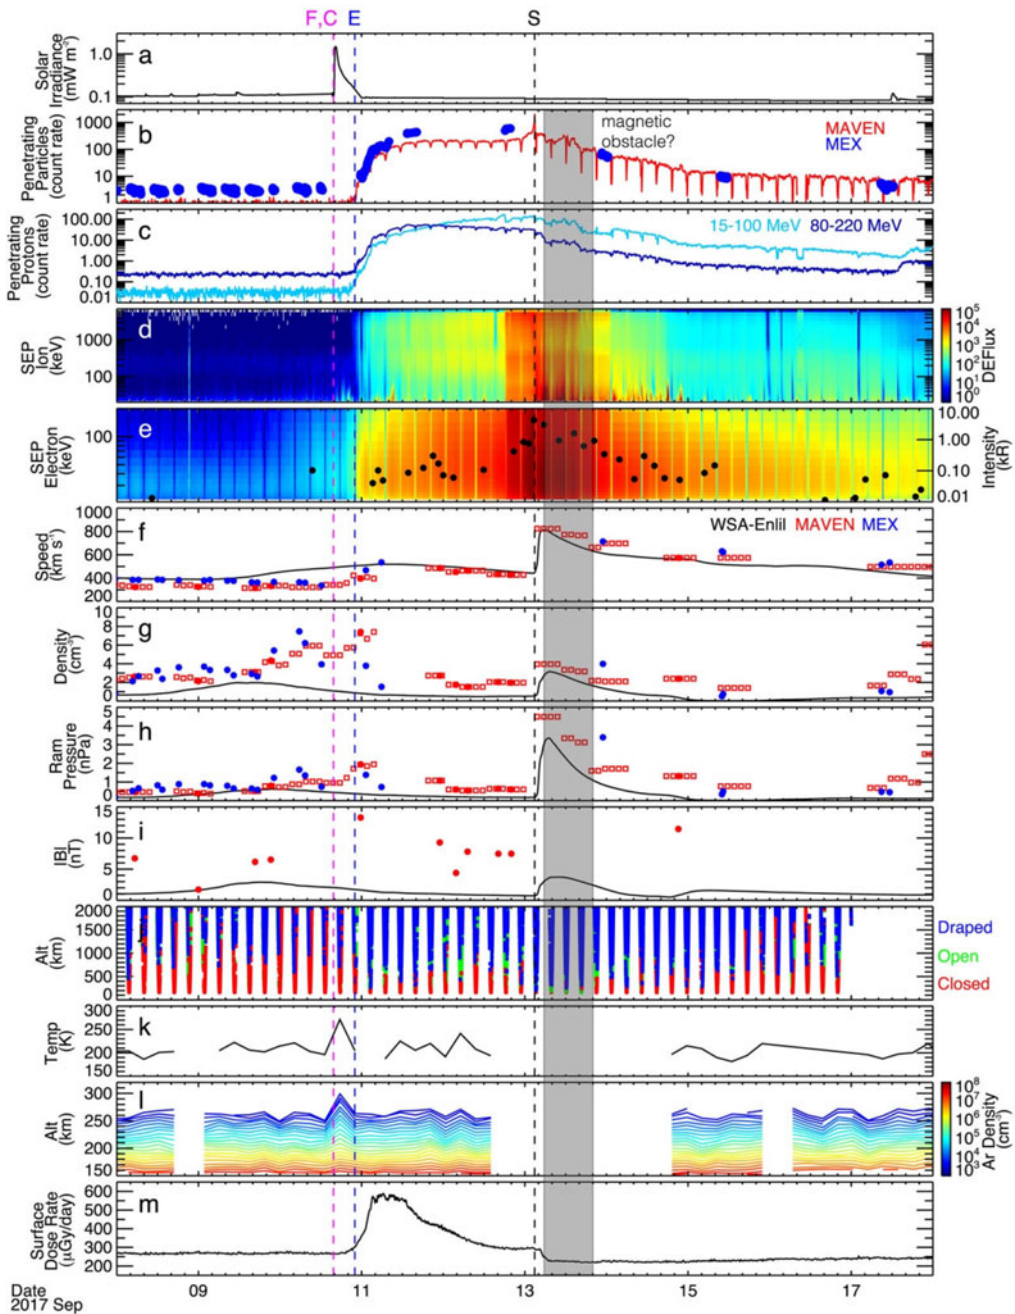 F,C E S
a
Solar
Irradiance
(mW m⁻²)
1.0
0.1
b
Penetrating
Particles
(count rate)
1000
100
10
1
magnetic
obstacle?
MAVEN
MEX
c
Penetrating
Protons
(count rate)
100.00
10.00
1.00
0.10
0.01
15-100 MeV 80-220 MeV
d
SEP
Ion
(keV)
1000
100
10⁵
10⁴
10³
10²
10¹
10⁰
DEFlux
e
SEP
Electron
(keV)
100
10.00
1.00
0.10
0.01
Intensity
(kR)
f
Speed
(km s⁻¹)
1000
800
600
400
200
WSA-Enlil MAVEN MEX
g
Density
(cm⁻³)
10
8
6
4
2
0
h
Ram
Pressure
(nPa)
5
4
3
2
1
0
i
|B|
(nT)
15
10
5
0
j
Alt
(km)
2000
1500
1000
500
0
Draped
Open
Closed
k
Temp
(K)
300
250
200
150
l
Alt
(km)
300
250
200
150
10⁸
10⁷
10⁶
10⁵
10⁴
10³
Ar Density
(cm⁻³)
m
Surface
Dose Rate
(μGy/day)
600
500
400
300
200
09 11 13 15 17
Date
2017 Sep